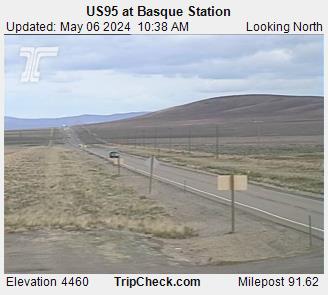 US95 at Basque Station
Updated: May 06 2024 10:38 AM Looking North
Elevation 4460 TripCheck.com Milepost 91.62